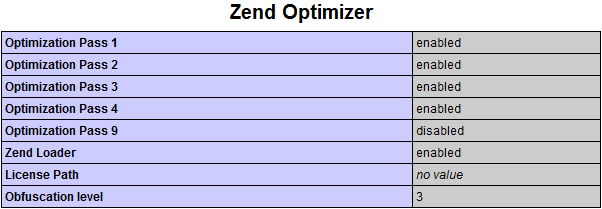 Zend Optimizer
Optimization Pass 1 enabled
Optimization Pass 2 enabled
Optimization Pass 3 enabled
Optimization Pass 4 enabled
Optimization Pass 9 disabled
Zend Loader enabled
License Path no value
Obfuscation level 3